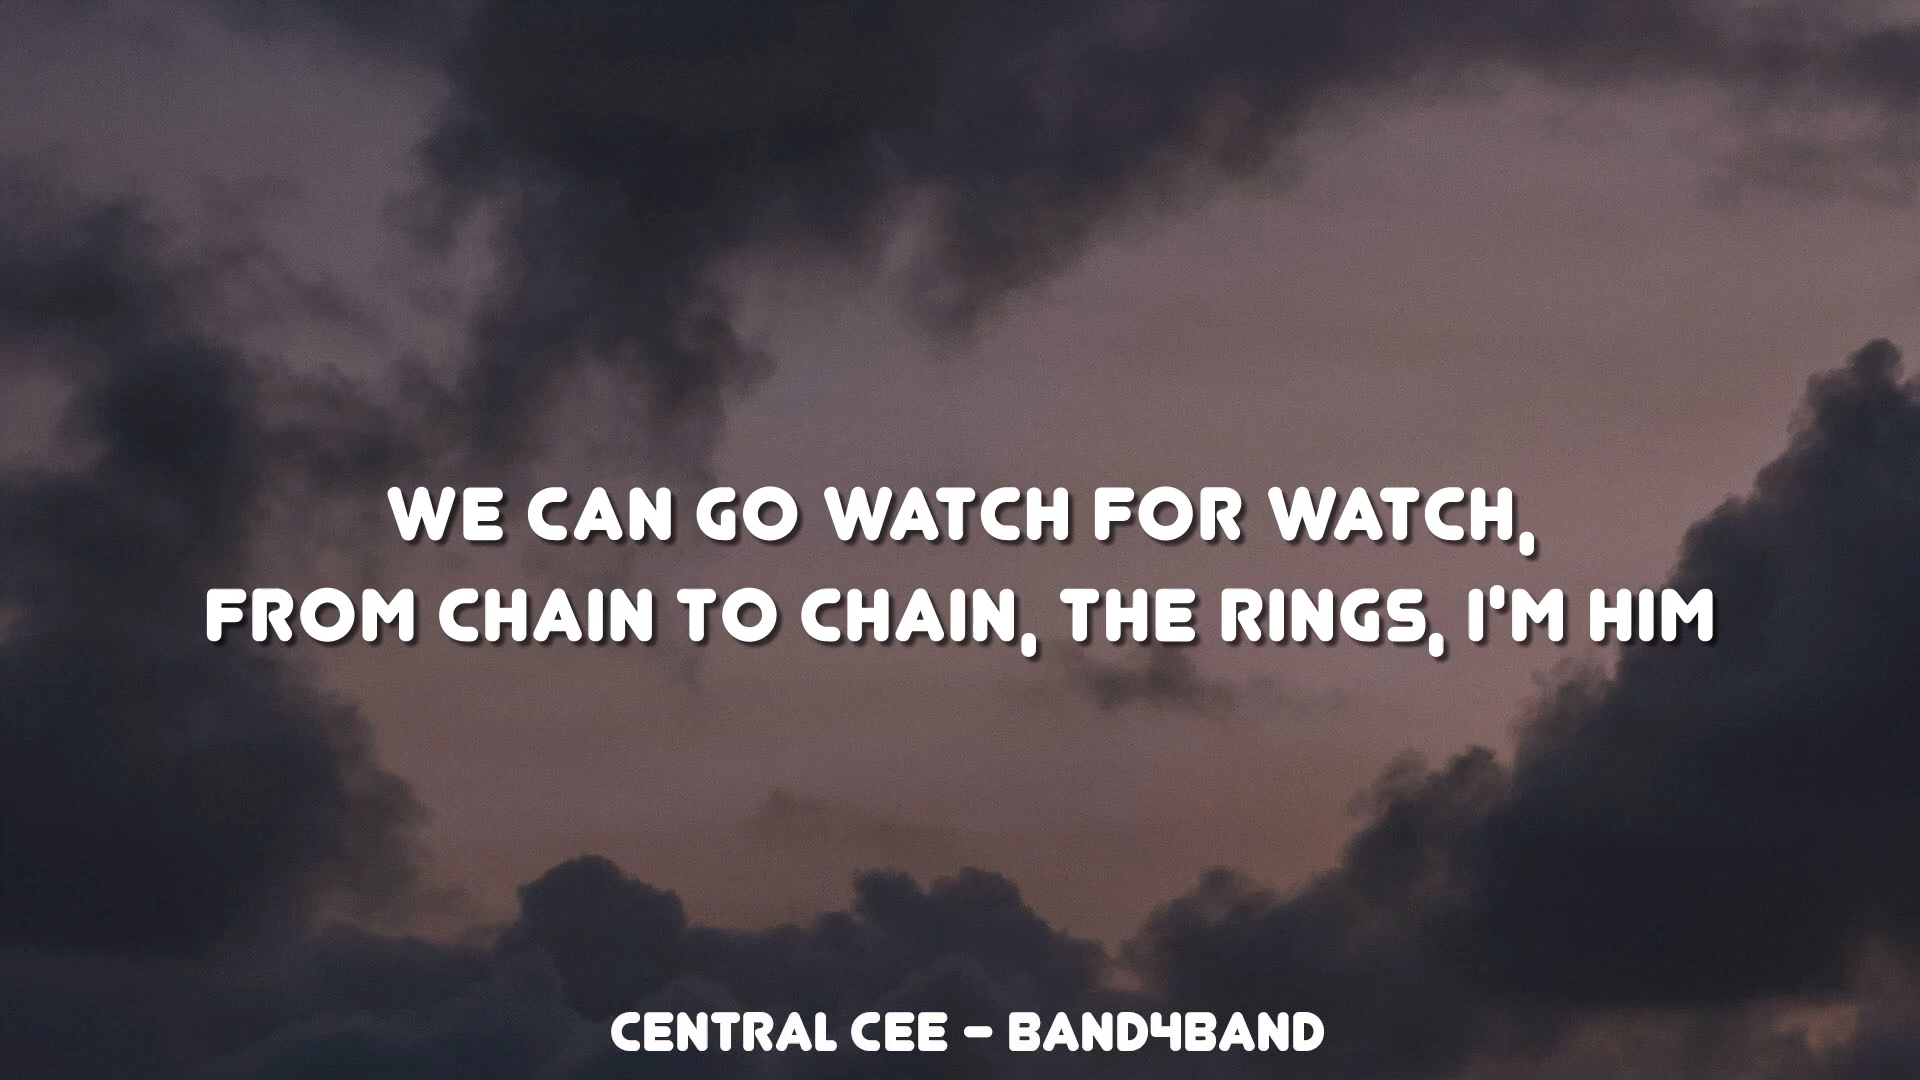 WE CAN GO WATCH FOR WATCH,
FROM CHAIN TO CHAIN, THE RINGS, I'M HIM
CENTRAL CEE - BAND4BAND